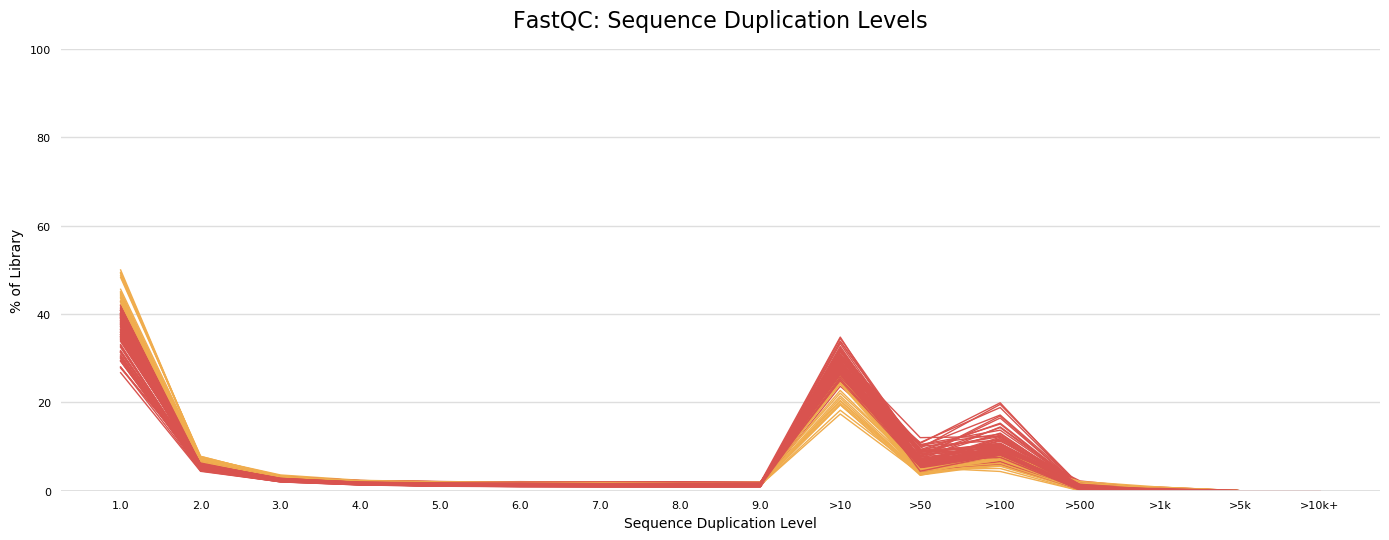 FastQC: Sequence Duplication Levels
100
80
60
40
20
0
% of Library
1.0 2.0 3.0 4.0 5.0 6.0 7.0 8.0 9.0 >10 >50 >100 >500 >1k >5k >10k+
Sequence Duplication Level